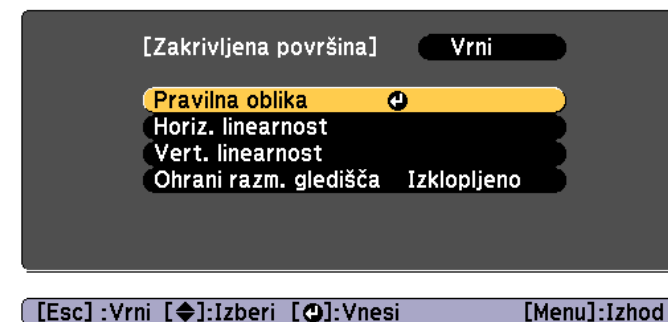 [Zakrivljena površina] Vrni
Pravilna oblika
Horiz. linearnost
Vert. linearnost
Ohrani razm. gledišča Izklopljeno
[Esc] :Vrni [◆]:Izberi [↵]:Vnesi [Menu]:Izhod